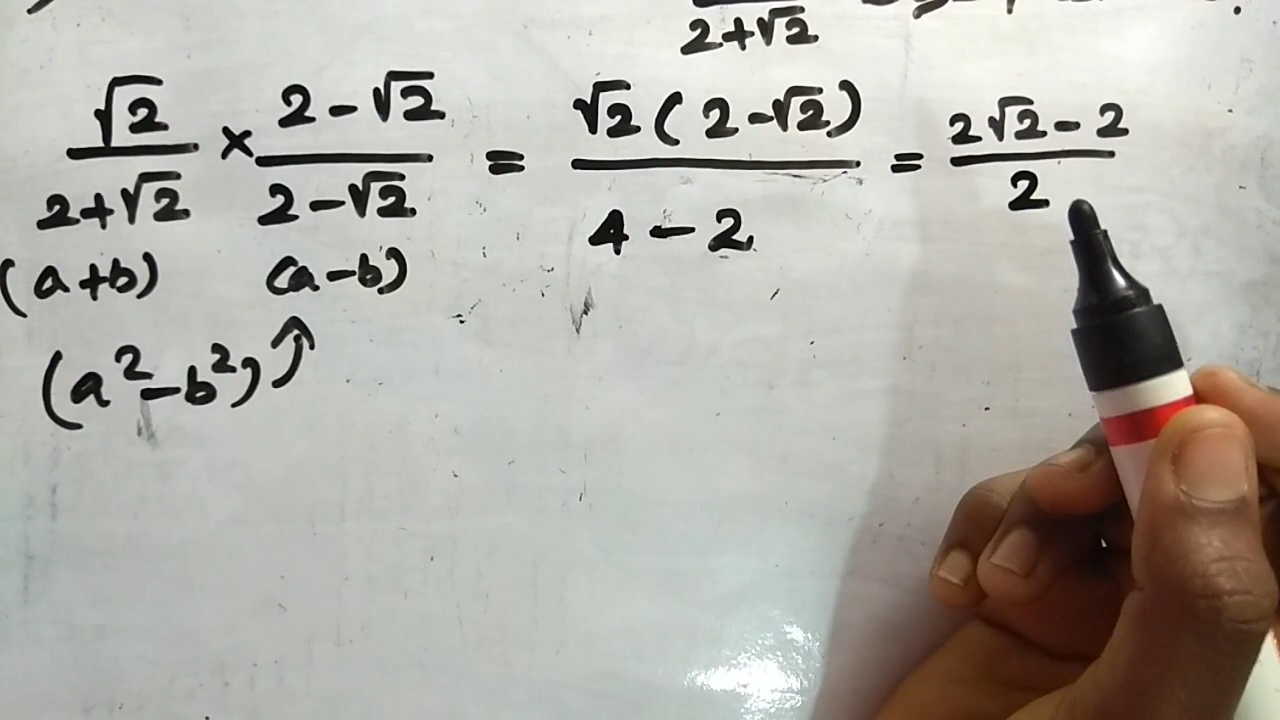 2+√2
√2/2+√2 × 2-√2/2-√2 = √2(2-√2)/4-2 = 2√2-2/2
(a+b) (a-b)
(a²-b²)